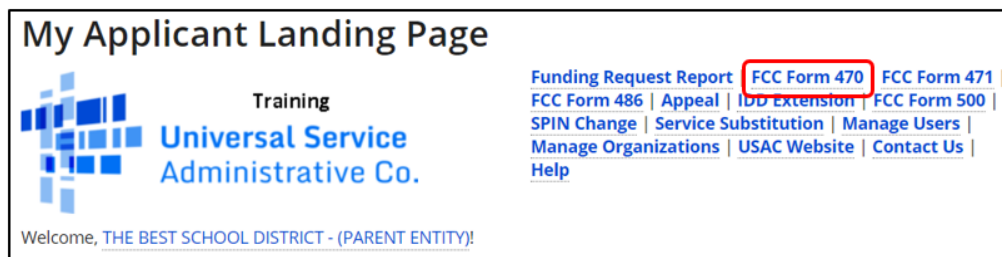 My Applicant Landing Page
Training
Universal Service
Administrative Co.
Funding Request Report | FCC Form 470 | FCC Form 471 |
FCC Form 486 | Appeal | IDD Extension | FCC Form 500 |
SPIN Change | Service Substitution | Manage Users |
Manage Organizations | USAC Website | Contact Us |
Help
Welcome, THE BEST SCHOOL DISTRICT - (PARENT ENTITY)!